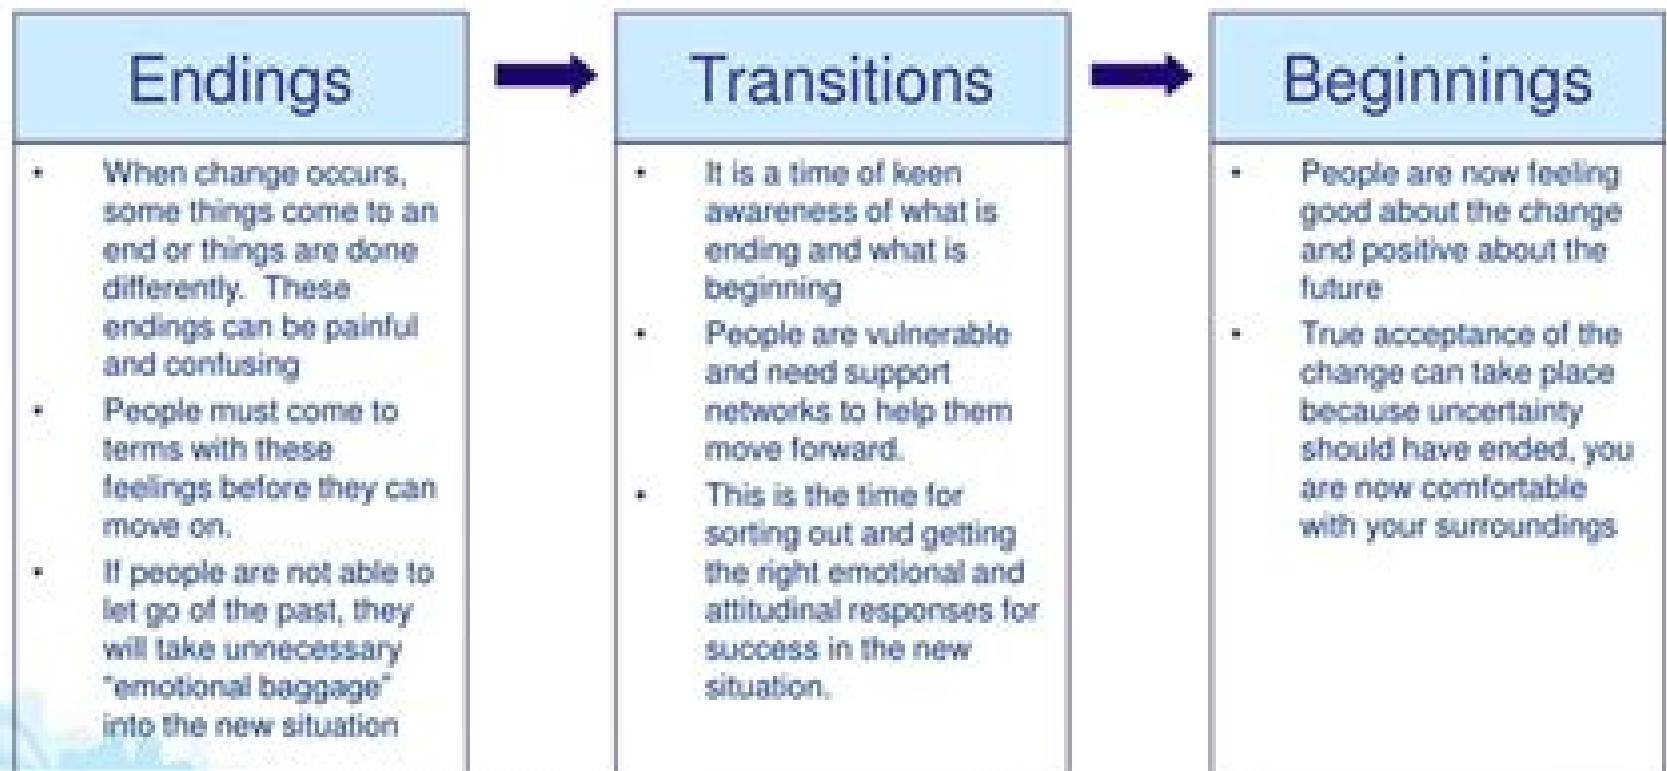 Endings
When change occurs,
some things come to an
end or things are done
differently.  These
endings can be painful
and confusing
People must come to
terms with these
feelings before they can
move on.
If people are not able to
let go of the past, they
will take unnecessary
"emotional baggage"
into the new situation
Transitions
It is a time of keen
awareness of what is
ending and what is
beginning
People are vulnerable
and need support
networks to help them
move forward.
This is the time for
sorting out and getting
the right emotional and
attitudinal responses for
success in the new
situation.
Beginnings
People are now feeling
good about the change
and positive about the
future
True acceptance of the
change can take place
because uncertainty
should have ended, you
are now comfortable
with your surroundings